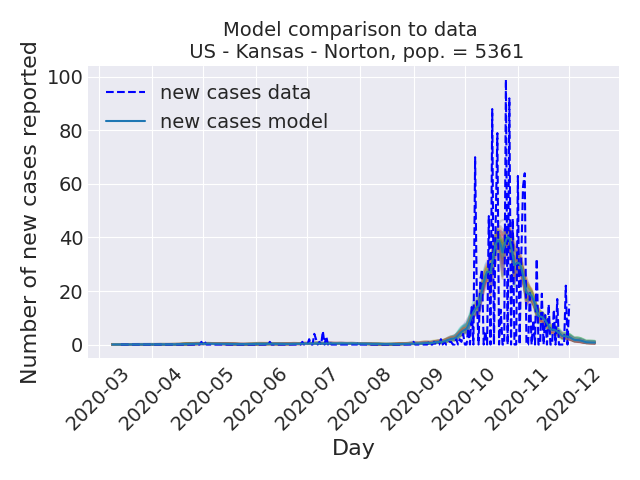 Model comparison to data
US - Kansas - Norton, pop. = 5361
Number of new cases reported
100
80
60
40
20
0
new cases data
new cases model
2020-03
2020-04
2020-05
2020-06
2020-07
2020-08
2020-09
2020-10
2020-11
2020-12
Day